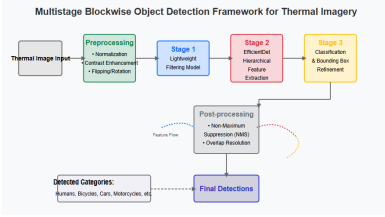 Multistage Blockwise Object Detection Framework for Thermal Imagery
Thermal Image Input
Preprocessing
• Normalization
• Contrast Enhancement
• Flipping/Rotation
Stage 1
Lightweight
Filtering Model
Stage 2
EfficientDet
Hierarchical
Feature
Extraction
Stage 3
Classification
& Bounding Box
Refinement
Post-processing
• Non-Maximum
Suppression (NMS)
• Overlap Resolution
Feature Flow
Detected Categories:
Humans, Bicycles, Cars, Motorcycles, etc.
Final Detections